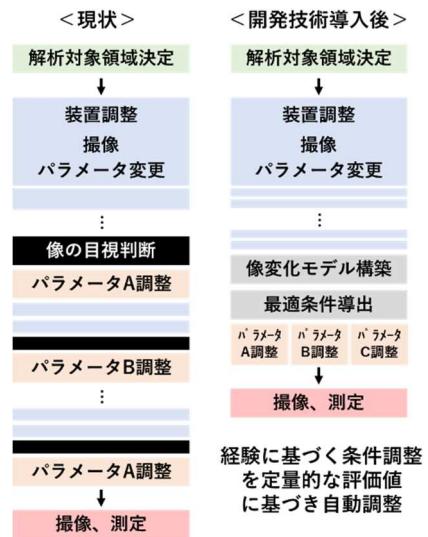 ＜現状＞
解析対象領域決定
装置調整
撮像
パラメータ変更
⋮
像の目視判断
パラメータA調整
パラメータB調整
⋮
パラメータA調整
撮像、測定
＜開発技術導入後＞
解析対象領域決定
装置調整
撮像
パラメータ変更
⋮
像変化モデル構築
最適条件導出
パラメータ
A調整
パラメータ
B調整
パラメータ
C調整
撮像、測定
経験に基づく条件調整
を定量的な評価値
に基づき自動調整